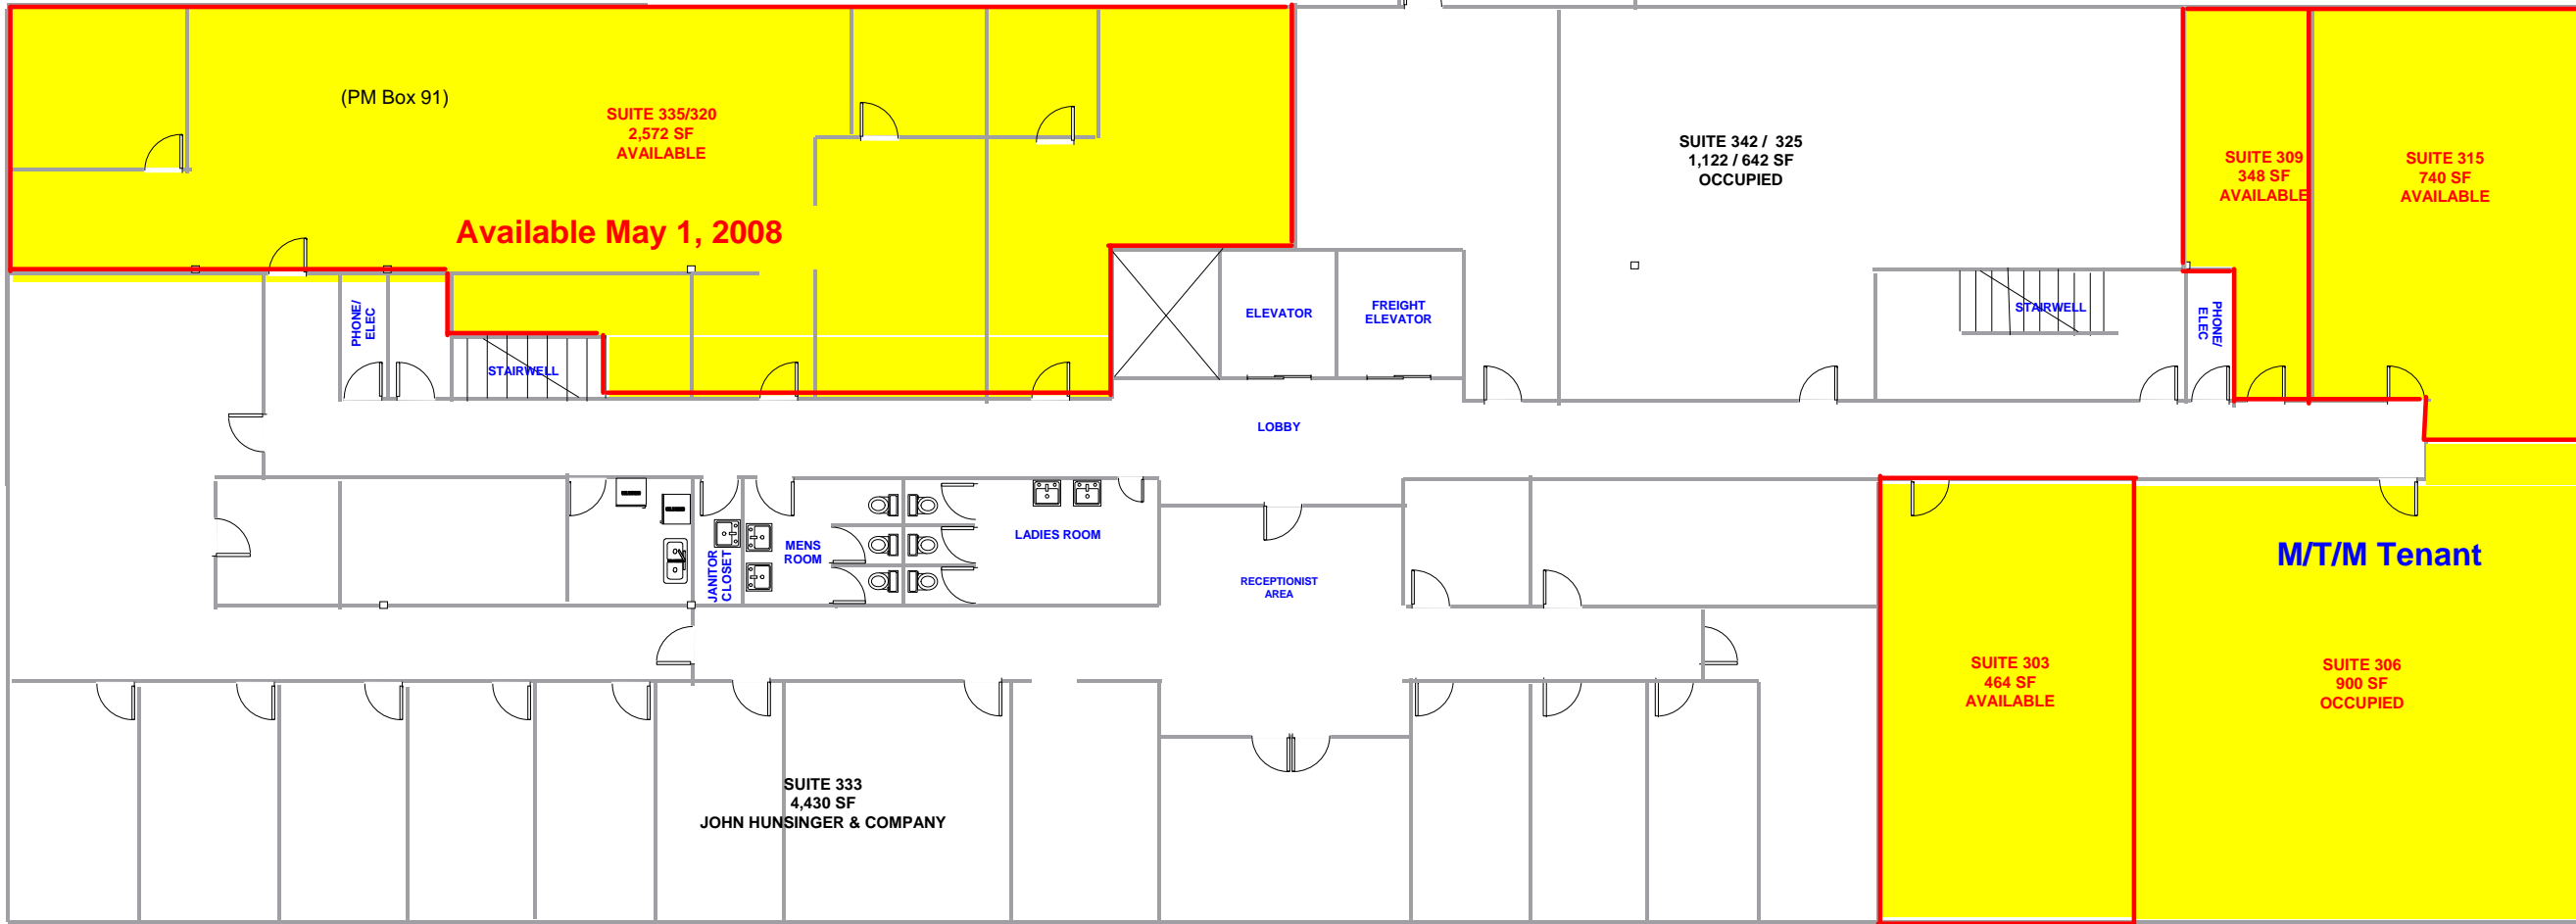 (PM Box 91)
SUITE 335/320
2,572 SF
AVAILABLE
Available May 1, 2008
SUITE 342 /  325
1,122 / 642 SF
OCCUPIED
SUITE 309
348 SF
AVAILABLE
SUITE 315
740 SF
AVAILABLE
PHONE/
ELEC
STAIRWELL
ELEVATOR
FREIGHT
ELEVATOR
STAIRWELL
PHONE/
ELEC
LOBBY
JANITOR
CLOSET
MENS
ROOM
LADIES ROOM
RECEPTIONIST
AREA
M/T/M Tenant
SUITE 303
464 SF
AVAILABLE
SUITE 306
900 SF
OCCUPIED
SUITE 333
4,430 SF
JOHN HUNSINGER & COMPANY